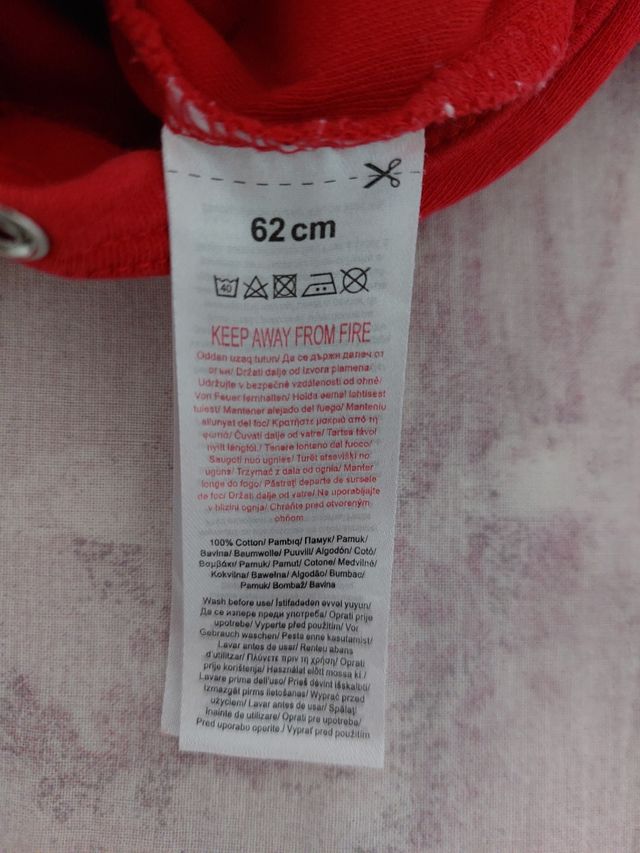 62 cm
40
KEEP AWAY FROM FIRE
Oddan uzaq tutun/ Да се държи далеч от
огън/ Držati dalje od izvora plamena/
Udržujte v bezpečné vzdálenosti od ohně/
Von Feuer fernhalten/ Hoida eemal lahtisest
tulest/ Mantener alejado del fuego/ Manteniu
allunyat del foc/ Κρατήστε μακριά από τη
φωτιά/ Čuvati dalje od vatre/ Tartsa távol
nyílt lángtól./ Tenere lontano dal fuoco/
Saugoti nuo ugnies/ Turēt atsevišķi no
uguns/ Trzymać z dala od ognia/ Manter
longe do fogo/ Păstraţi departe de sursele
de foc/ Držati dalje od vatre/ Ne uporabljajte
v bližini ognja/ Chráňte pred otvoreným
ohňom
100% Cotton/ Pambıq/ Памук/ Pamuk/
Bavlna/ Baumwolle/ Puuvill/ Algodón/ Cotó/
Βαμβάκι/ Pamuk/ Pamut/ Cotone/ Medvilnė/
Kokvilna/ Bawełna/ Algodão/ Bumbac/
Pamuk/ Bombaž/ Bavlna
Wash before use/ İstifadədən əvvəl yuyun/
Да се изпере преди употреба/ Oprati prije
upotrebe/ Vyperte před použitím/ Vor
Gebrauch waschen/ Pesta enne kasutamist/
Lavar antes de usar/ Renteu abans
d'utilitzar/ Πλύνετε πριν τη χρήση/ Oprati
prije korištenja/ Használat előtt mossa ki./
Lavare prima dell'uso/ Prieš dėvint išskalbti/
Izmazgāt pirms lietošanas/ Wyprać przed
użyciem/ Lavar antes de usar/ Spălaţi
înainte de utilizare/ Oprati pre upotrebe/
Pred uporabo operite / Vyprať pred použitím